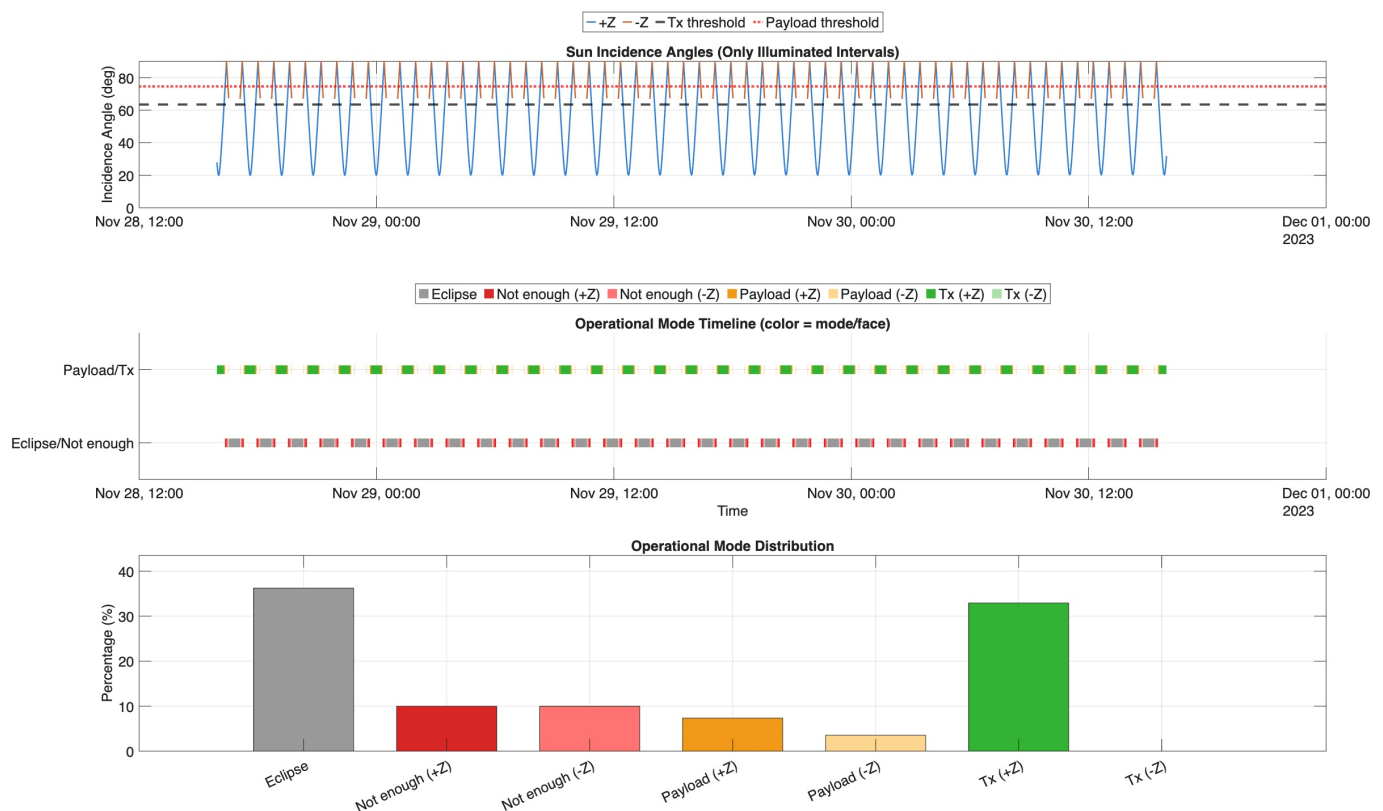 +Z -Z Tx threshold Payload threshold
Sun Incidence Angles (Only Illuminated Intervals)
Incidence Angle (deg)
80
60
40
20
0
Nov 28, 12:00 Nov 29, 00:00 Nov 29, 12:00 Nov 30, 00:00 Nov 30, 12:00 Dec 01, 00:00
2023
Eclipse Not enough (+Z) Not enough (-Z) Payload (+Z) Payload (-Z) Tx (+Z) Tx (-Z)
Operational Mode Timeline (color = mode/face)
Payload/Tx
Eclipse/Not enough
Nov 28, 12:00 Nov 29, 00:00 Nov 29, 12:00 Nov 30, 00:00 Nov 30, 12:00 Dec 01, 00:00
Time
2023
Operational Mode Distribution
Percentage (%)
40
30
20
10
0
Eclipse Not enough (+Z) Not enough (-Z) Payload (+Z) Payload (-Z) Tx (+Z) Tx (-Z)